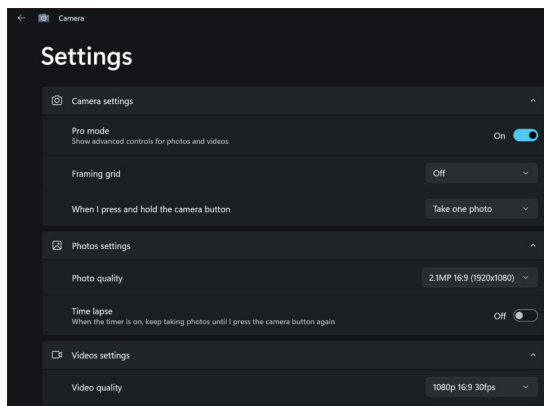 Camera
Settings
Camera settings
Pro mode
Show advanced controls for photos and videos
On
Framing grid
Off
When I press and hold the camera button
Take one photo
Photos settings
Photo quality
2.1MP 16:9 (1920x1080)
Time lapse
When the timer is on, keep taking photos until I press the camera button again
Off
Videos settings
Video quality
1080p 16:9 30fps